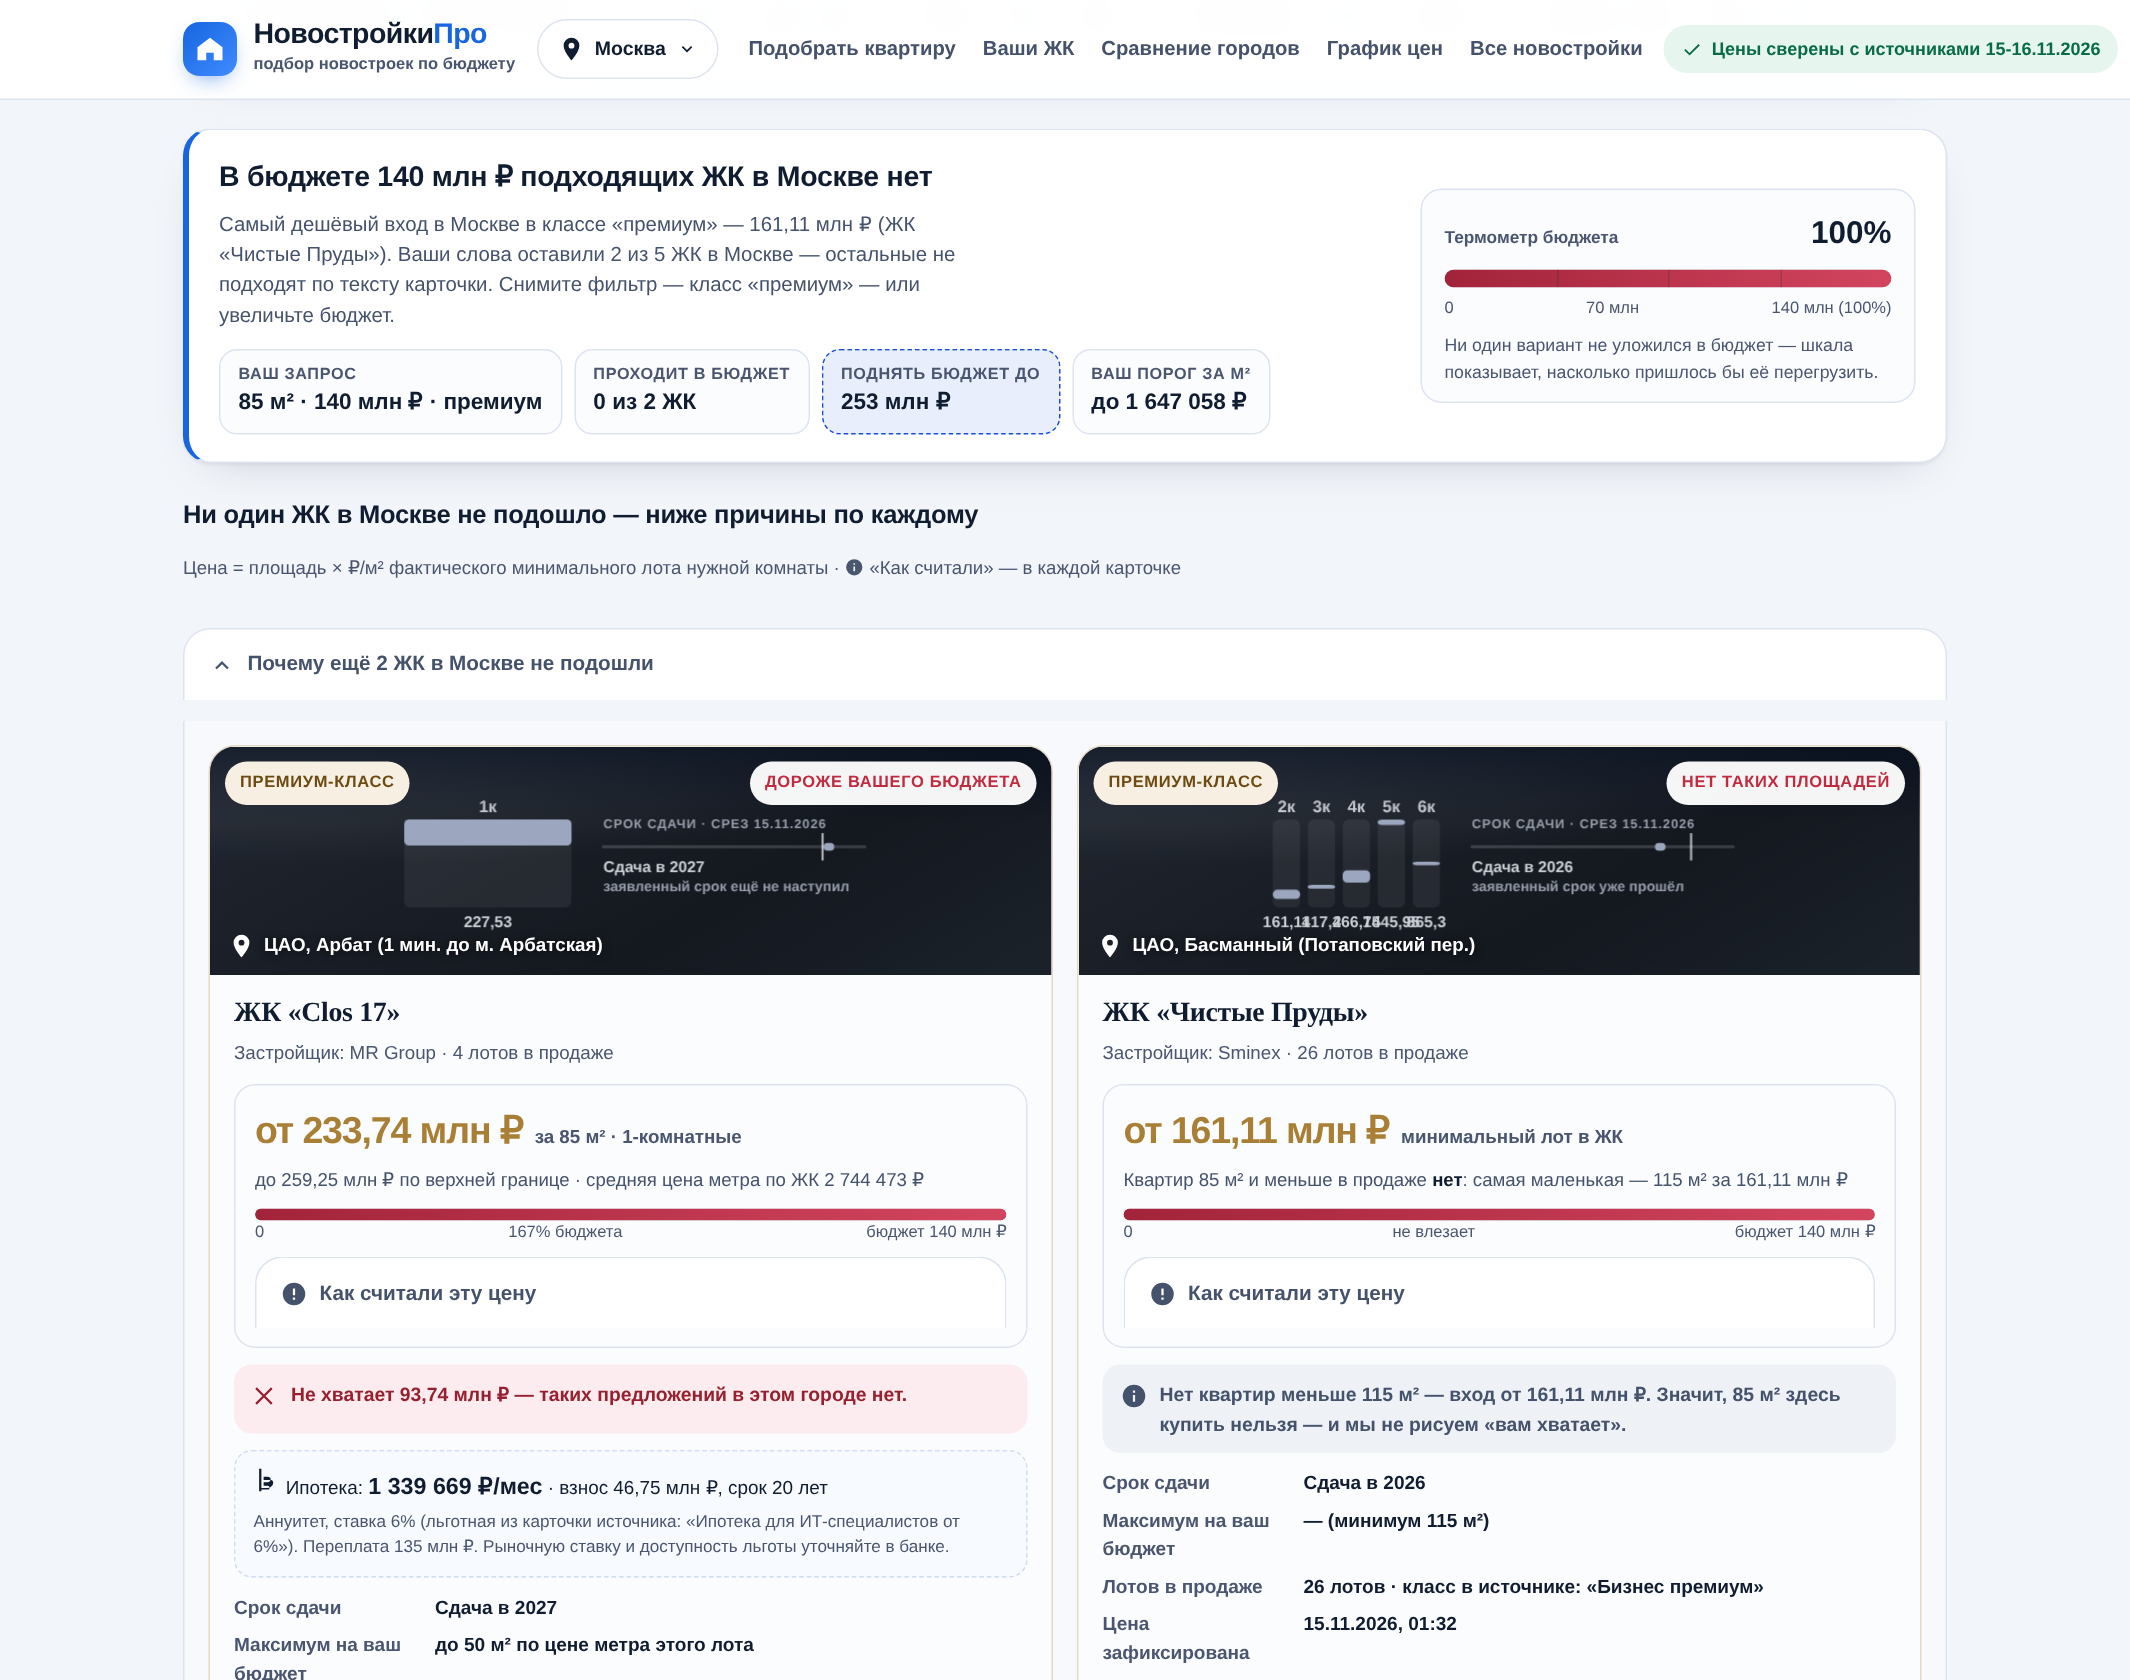 НовостройкиПро
подбор новостроек по бюджету
Москва
Подобрать квартиру
Ваши ЖК
Сравнение городов
График цен
Все новостройки
Цены сверены с источниками 15-16.11.2026
В бюджете 140 млн ₽ подходящих ЖК в Москве нет
Самый дешёвый вход в Москве в классе «премиум» — 161,11 млн ₽ (ЖК
«Чистые Пруды»). Ваши слова оставили 2 из 5 ЖК в Москве — остальные не
подходят по тексту карточки. Снимите фильтр — класс «премиум» — или
увеличьте бюджет.
ВАШ ЗАПРОС
85 м² · 140 млн ₽ · премиум
ПРОХОДИТ В БЮДЖЕТ
0 из 2 ЖК
ПОДНЯТЬ БЮДЖЕТ ДО
253 млн ₽
ВАШ ПОРОГ ЗА М²
до 1 647 058 ₽
Термометр бюджета
100%
0
70 млн
140 млн (100%)
Ни один вариант не уложился в бюджет — шкала
показывает, насколько пришлось бы её перегрузить.
Ни один ЖК в Москве не подошло — ниже причины по каждому
Цена = площадь × ₽/м² фактического минимального лота нужной комнаты · «Как считали» — в каждой карточке
Почему ещё 2 ЖК в Москве не подошли
ПРЕМИУМ-КЛАСС
ДОРОЖЕ ВАШЕГО БЮДЖЕТА
1к
227,53
СРОК СДАЧИ · СРЕЗ 15.11.2026
Сдача в 2027
заявленный срок ещё не наступил
ЦАО, Арбат (1 мин. до м. Арбатская)
ЖК «Clos 17»
Застройщик: MR Group · 4 лотов в продаже
от 233,74 млн ₽ за 85 м² · 1-комнатные
до 259,25 млн ₽ по верхней границе · средняя цена метра по ЖК 2 744 473 ₽
0
167% бюджета
бюджет 140 млн ₽
Как считали эту цену
Не хватает 93,74 млн ₽ — таких предложений в этом городе нет.
Ипотека: 1 339 669 ₽/мес · взнос 46,75 млн ₽, срок 20 лет
Аннуитет, ставка 6% (льготная из карточки источника: «Ипотека для ИТ-специалистов от
6%»). Переплата 135 млн ₽. Рыночную ставку и доступность льготы уточняйте в банке.
Срок сдачи
Сдача в 2027
Максимум на ваш
бюджет
до 50 м² по цене метра этого лота
ПРЕМИУМ-КЛАСС
НЕТ ТАКИХ ПЛОЩАДЕЙ
2к 3к 4к 5к 6к
СРОК СДАЧИ · СРЕЗ 15.11.2026
Сдача в 2026
заявленный срок уже прошёл
ЦАО, Басманный (Потаповский пер.)
ЖК «Чистые Пруды»
Застройщик: Sminex · 26 лотов в продаже
от 161,11 млн ₽ минимальный лот в ЖК
Квартир 85 м² и меньше в продаже нет: самая маленькая — 115 м² за 161,11 млн ₽
0
не влезает
бюджет 140 млн ₽
Как считали эту цену
Нет квартир меньше 115 м² — вход от 161,11 млн ₽. Значит, 85 м² здесь
купить нельзя — и мы не рисуем «вам хватает».
Срок сдачи
Сдача в 2026
Максимум на ваш
бюджет
— (минимум 115 м²)
Лотов в продаже
26 лотов · класс в источнике: «Бизнес премиум»
Цена
зафиксирована
15.11.2026, 01:32